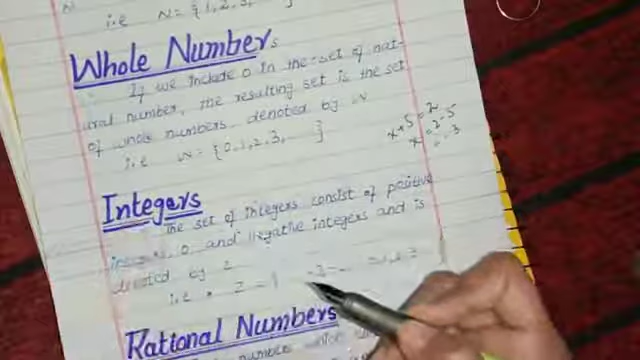 i.e N = {1, 2, 3,
Whole Numbers
If we include 0 in the set of nat-
ural number, the resulting set is the set
of whole numbers denoted by W
i.e W = {0, 1, 2, 3, }
x+5=2
x=2-5
=-3
Integers
The set of integers consist of positive
integers, 0 and negative integers and is
denoted by Z
i.e Z = {
Rational Numbers
numbers